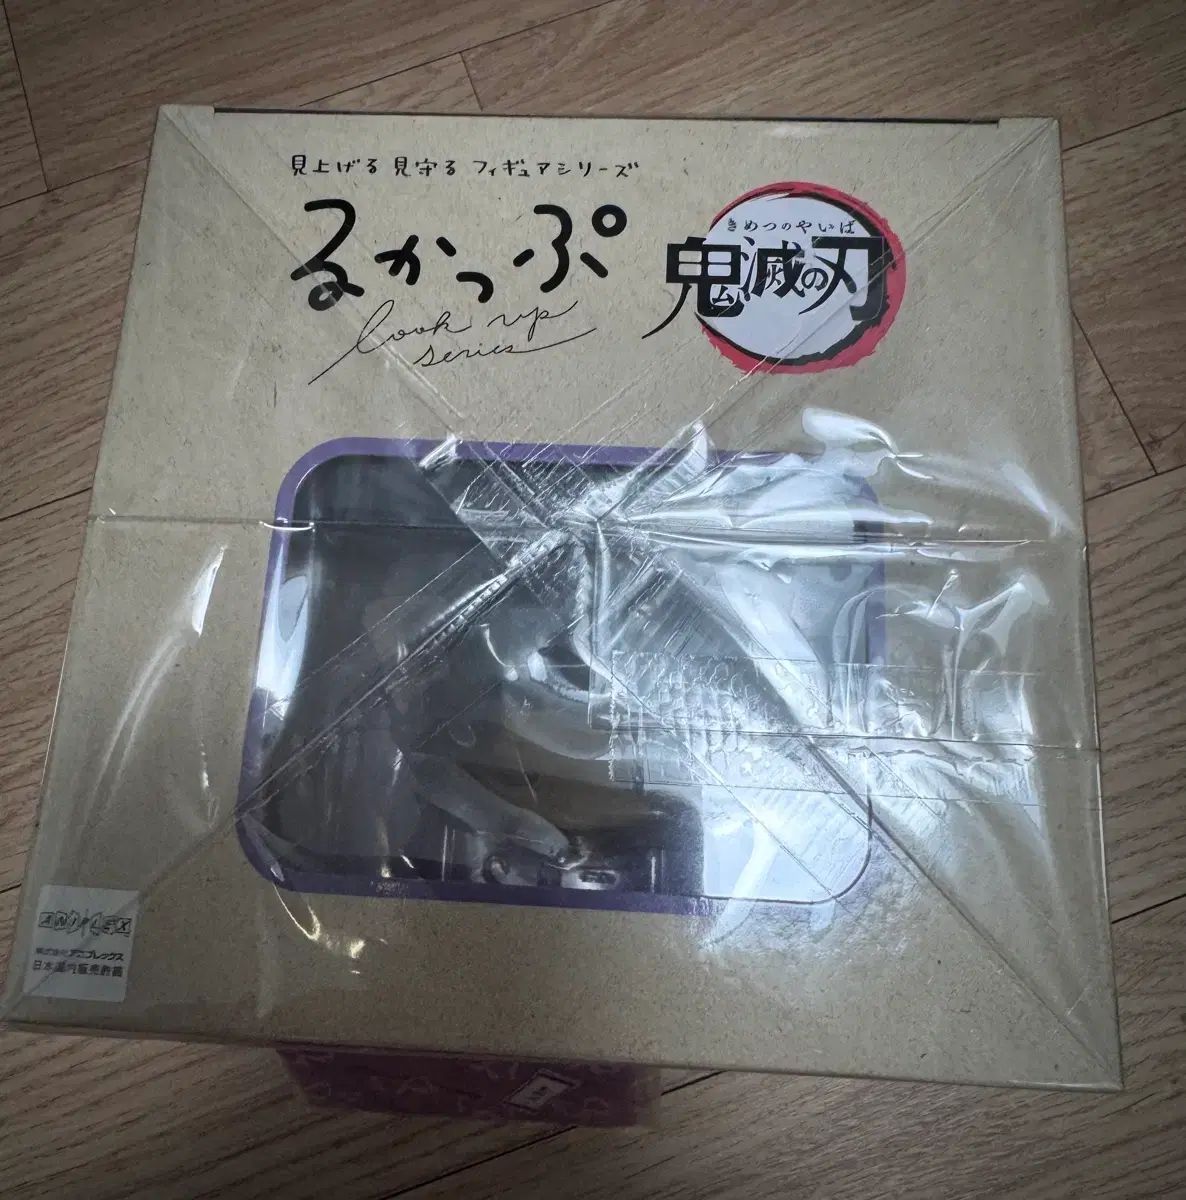 見上げる 見守る フィギュアシリーズ
るかっぷ
look up
series
きめつのやいば
鬼滅の刃
ANIPLEX
株式会社アニプレックス
日本国内販売許諾